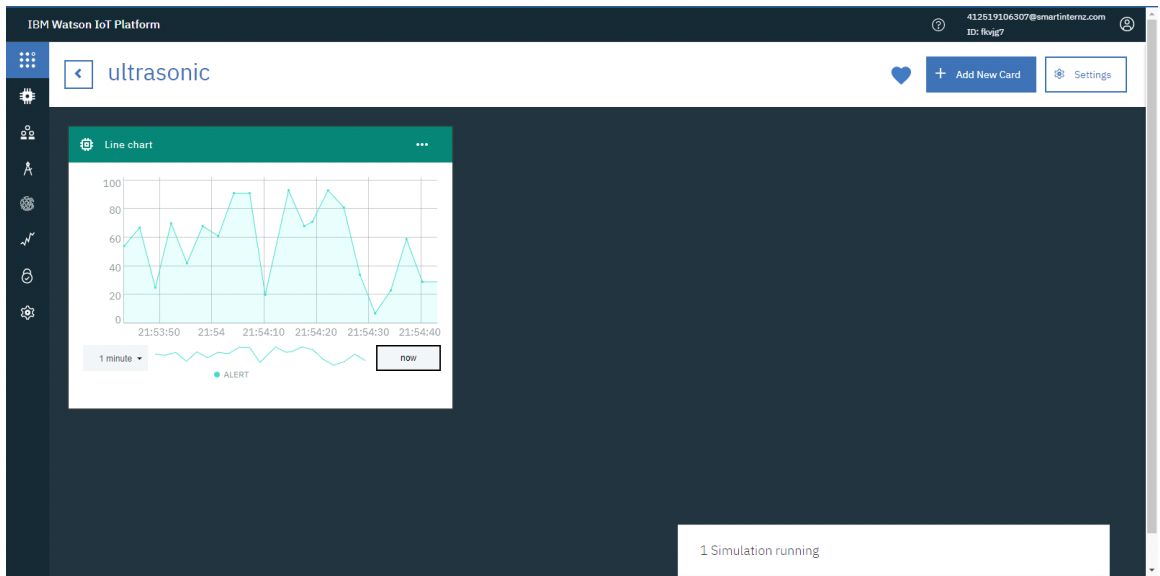 IBM Watson IoT Platform
412519106307@smartinternz.com
ID: fkvjg7
ultrasonic
Add New Card
Settings
Line chart
100
80
60
40
20
0
21:53:50 21:54 21:54:10 21:54:20 21:54:30 21:54:40
1 minute
now
ALERT
1 Simulation running